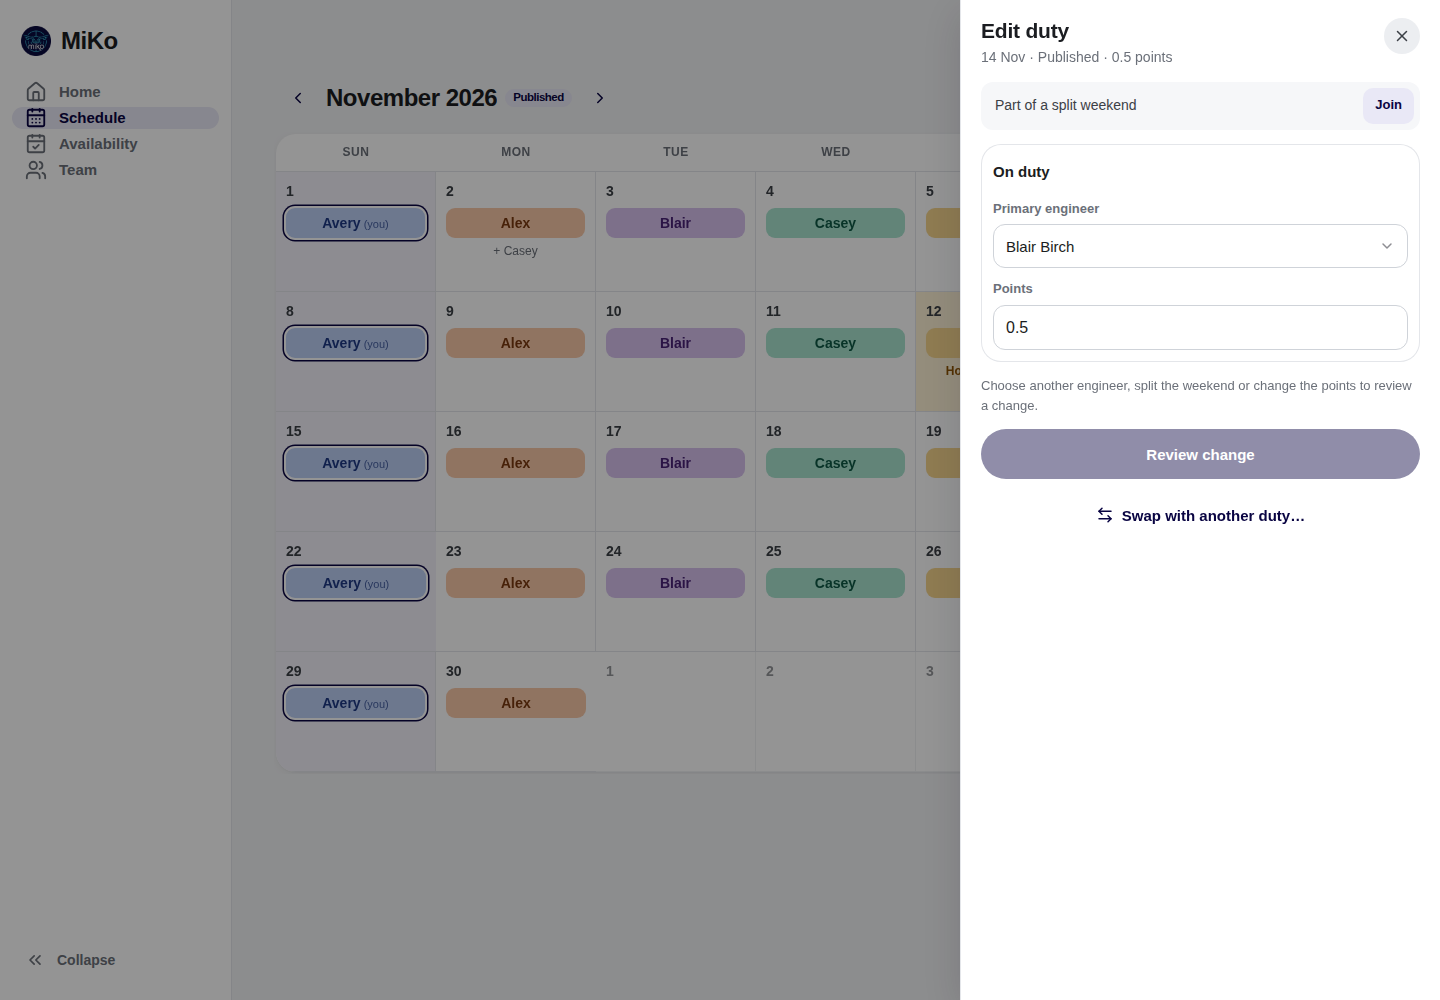 MiKo
Home
Schedule
Availability
Team
Collapse
November 2026 Published
SUN MON TUE WED
1 2 3 4 5
Avery (you) Alex Blair Casey
+ Casey
8 9 10 11 12
Avery (you) Alex Blair Casey
Ho
15 16 17 18 19
Avery (you) Alex Blair Casey
22 23 24 25 26
Avery (you) Alex Blair Casey
29 30 1 2 3
Avery (you) Alex
Edit duty
14 Nov · Published · 0.5 points
Part of a split weekend Join
On duty
Primary engineer
Blair Birch
Points
0.5
Choose another engineer, split the weekend or change the points to review
a change.
Review change
Swap with another duty…